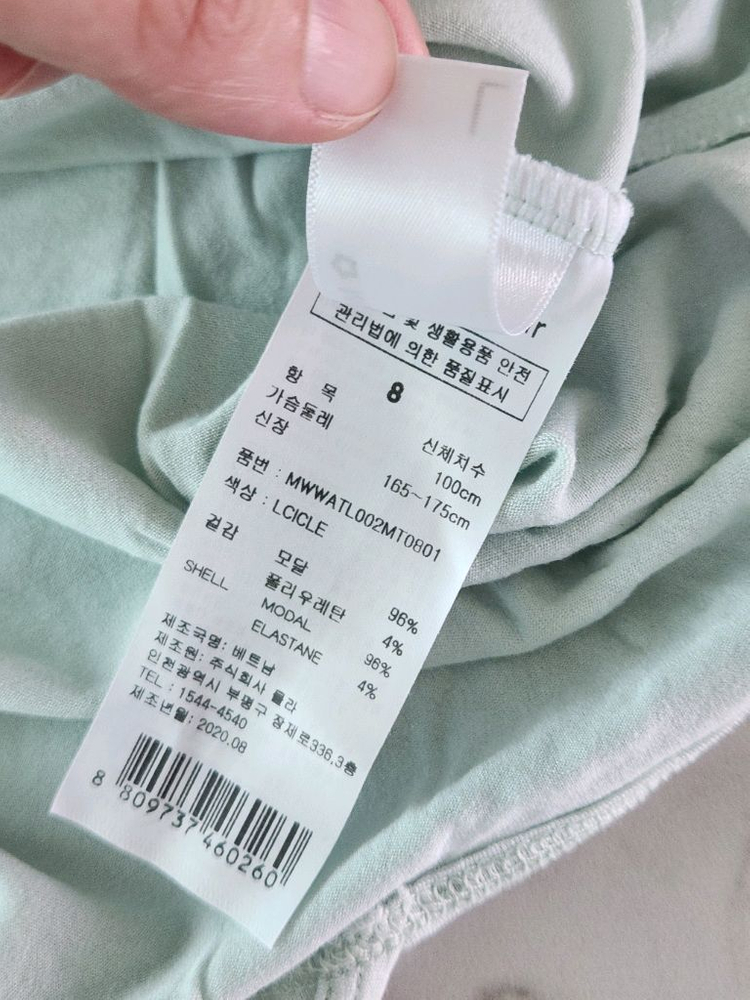 및 생활용품 안전
관리법에 의한 품질표시
8
항 목 신체치수
가슴둘레 100cm
신장 165~175cm
품번 : MWWATL002MT0801
색상 : LCICLE
겉감 모달 96%
폴리우레탄 4%
SHELL MODAL 96%
ELASTANE 4%
제조국명: 베트남
제조원: 주식회사 뮬라
인천광역시 부평구 장제로336,3층
TEL : 1544-4540
제조년월: 2020.08
8 809737 460260